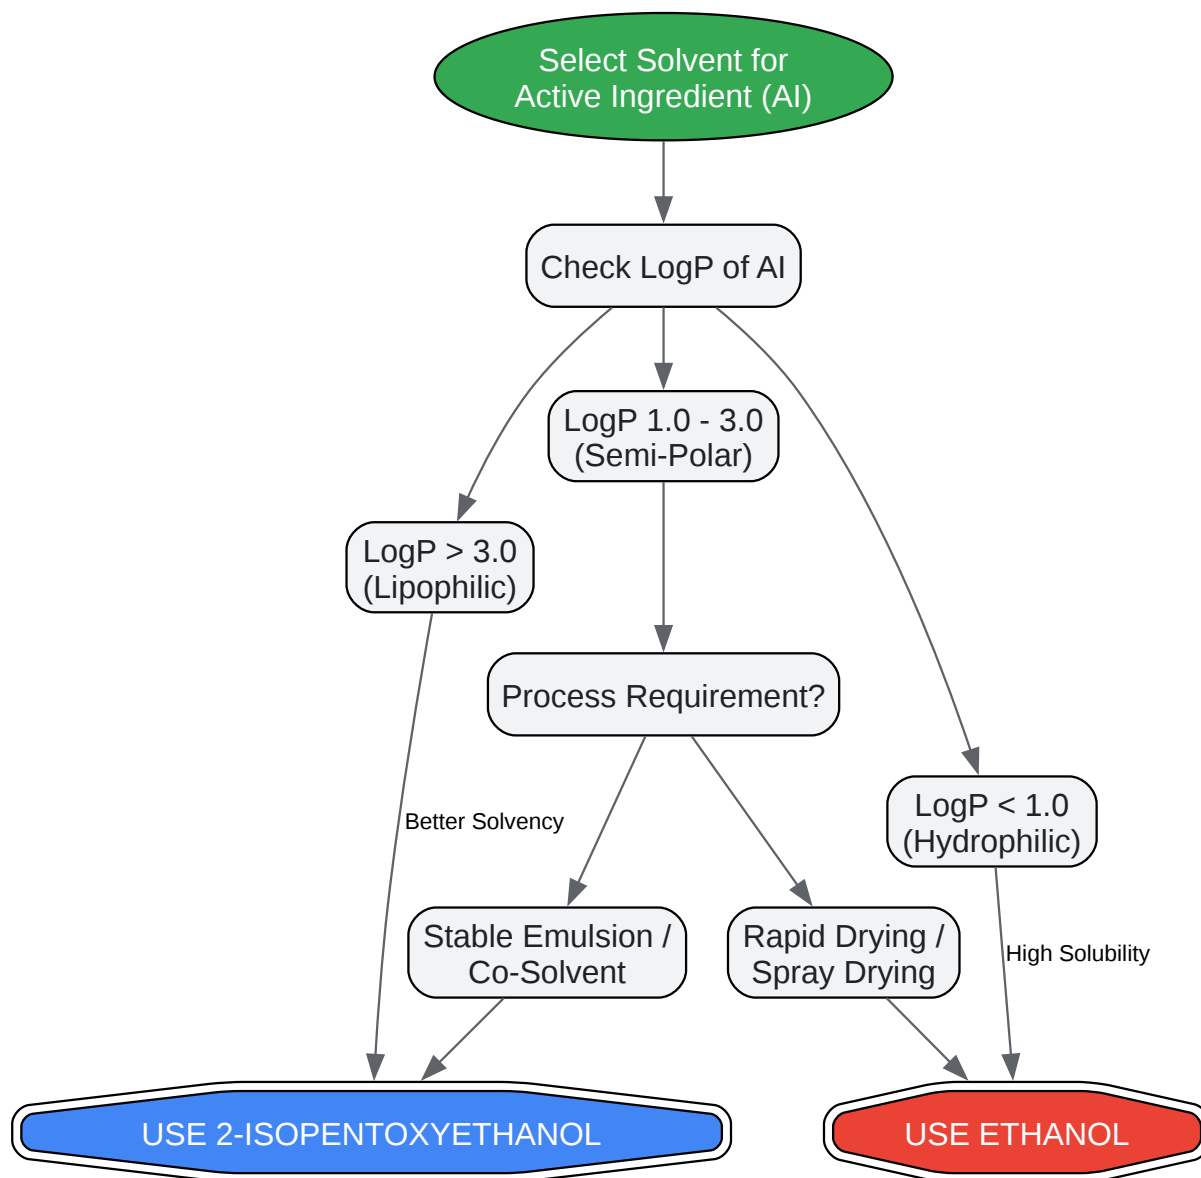 Select Solvent for
Active Ingredient (AI)
Check LogP of AI
LogP 1.0 - 3.0
(Semi-Polar)
LogP > 3.0
(Lipophilic)
Process Requirement?
LogP < 1.0
(Hydrophilic)
Better Solvency
Stable Emulsion /
Co-Solvent
Rapid Drying /
Spray Drying
High Solubility
USE 2-ISOPENTOXYETHANOL
USE ETHANOL